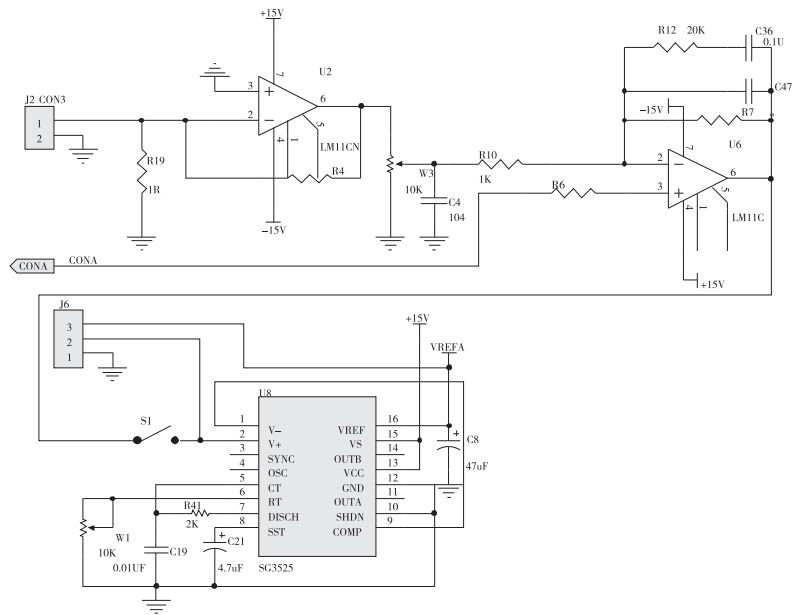 +15V
U2
7
3
+
6
2
−
5
4
1
LM11CN
R4
−15V
J2 CON3
1
2
R19
1R
W3
10K
C4
104
R10
1K
R6
R12 20K
C36
0.1U
C47
R7
−15V
U6
7
2
−
6
3
+
5
4
1
LM11C
+15V
CONA
CONA
J6
3
2
1
+15V
VREFA
S1
U8
1
V−
2
V+
3
SYNC
4
OSC
5
CT
6
RT
7
DISCH
8
SST
16
VREF
15
VS
14
OUTB
13
VCC
12
GND
11
OUTA
10
SHDN
9
COMP
+
C8
47uF
R41
2K
W1
10K
C19
0.01UF
+
C21
4.7uF
SG3525